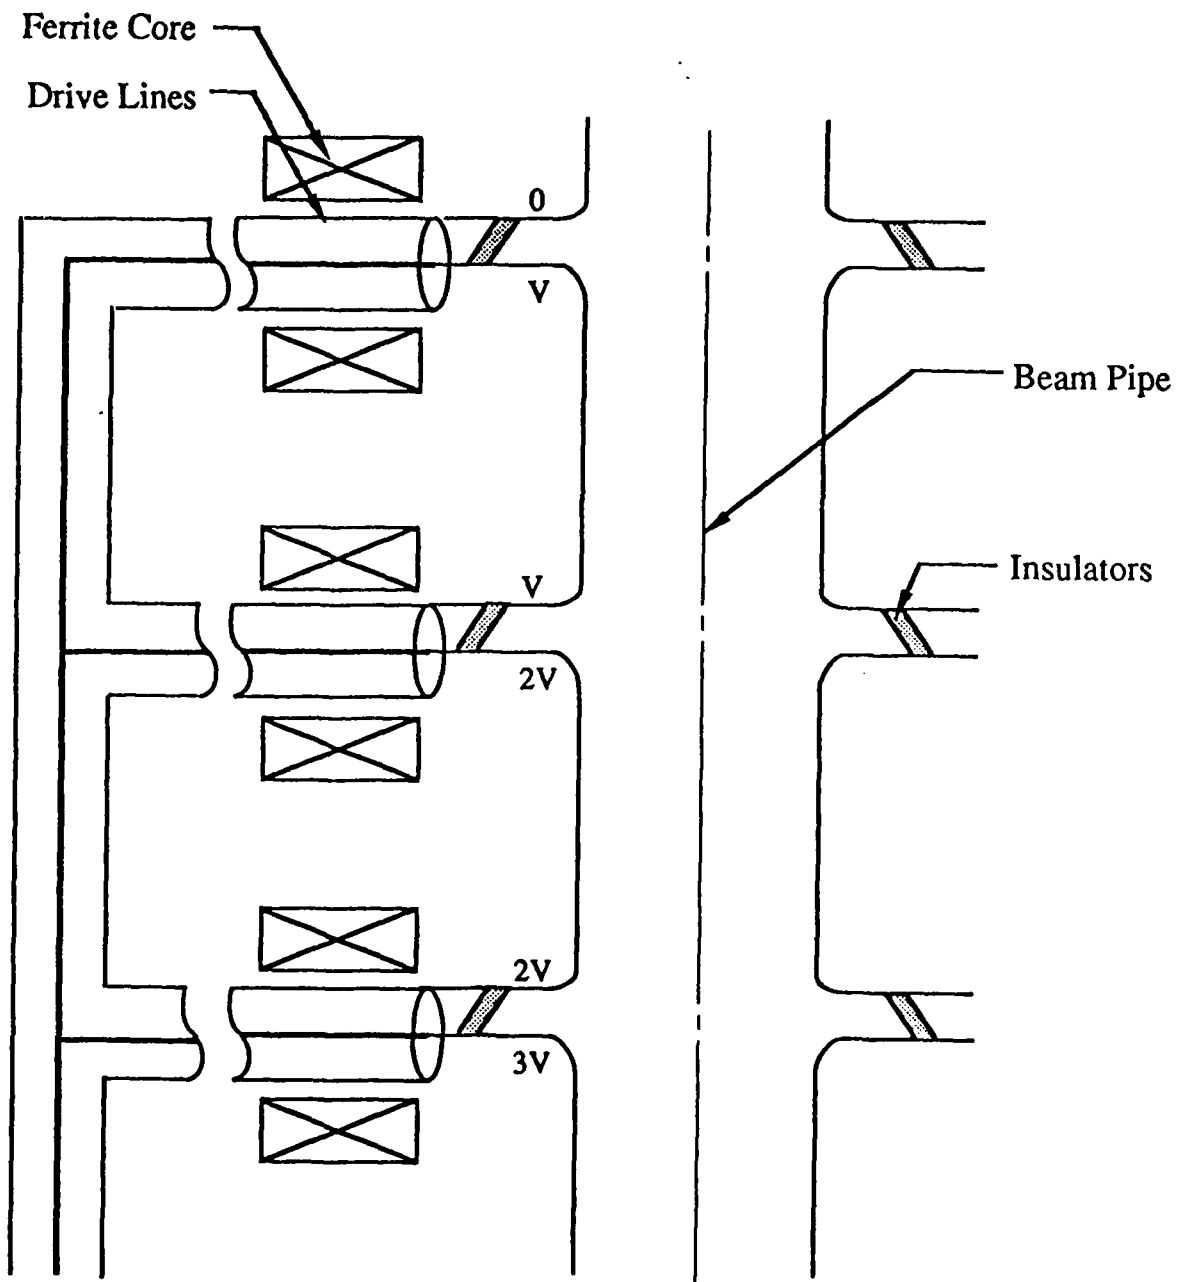 Ferrite Core
Drive Lines
0
V
Beam Pipe
V
Insulators
2V
2V
3V